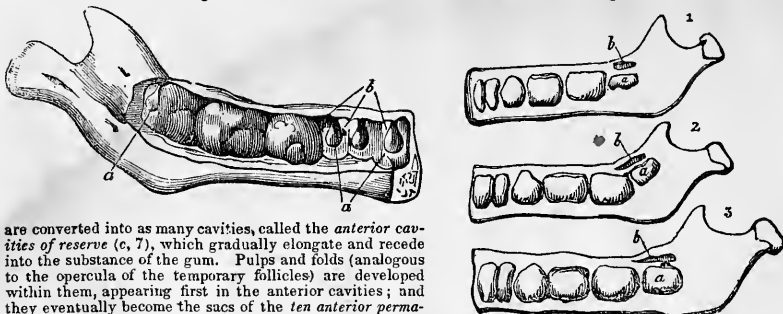 b
a
a
1
b
a
2
b
a
3
b
a
are converted into as many cavities, called the anterior cav-
ities of reserve (c, 7), which gradually elongate and recede
into the substance of the gum. Pulps and folds (analogous
to the opercula of the temporary follicles) are developed
within them, appearing first in the anterior cavities; and
they eventually become the sacs of the ten anterior perma-